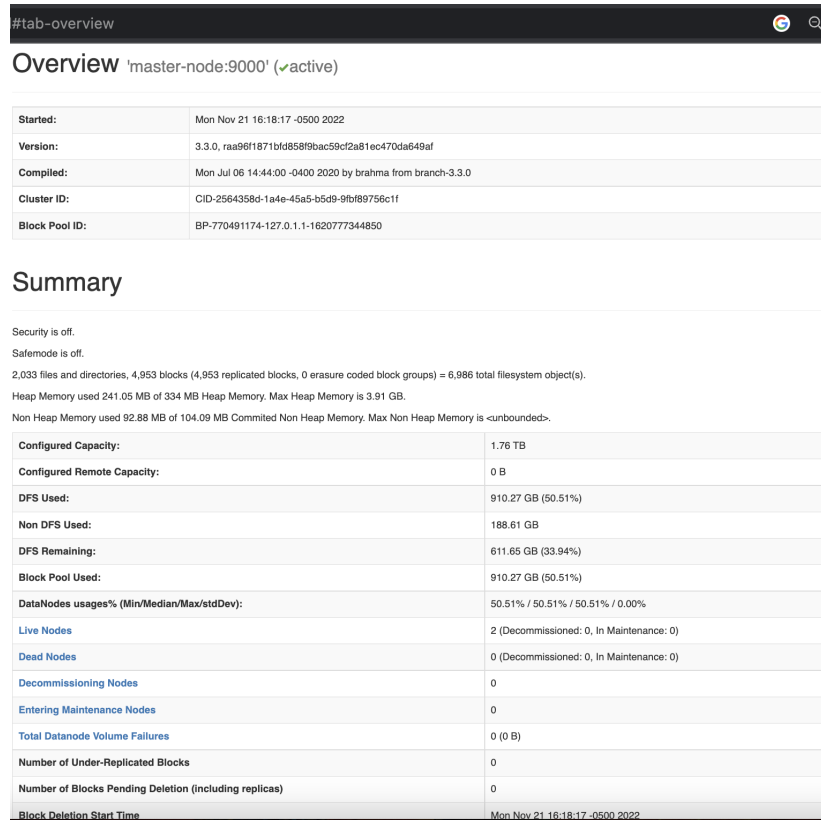 #tab-overview
Overview 'master-node:9000' (✔active)
Started: Mon Nov 21 16:18:17 -0500 2022
Version: 3.3.0, raa96f1871bfd858f9bac59cf2a81ec470da649af
Compiled: Mon Jul 06 14:44:00 -0400 2020 by brahma from branch-3.3.0
Cluster ID: CID-2564358d-1a4e-45a5-b5d9-9fbf89756c1f
Block Pool ID: BP-770491174-127.0.1.1-1620777344850
Summary
Security is off.
Safemode is off.
2,033 files and directories, 4,953 blocks (4,953 replicated blocks, 0 erasure coded block groups) = 6,986 total filesystem object(s).
Heap Memory used 241.05 MB of 334 MB Heap Memory. Max Heap Memory is 3.91 GB.
Non Heap Memory used 92.88 MB of 104.09 MB Commited Non Heap Memory. Max Non Heap Memory is <unbounded>.
Configured Capacity: 1.76 TB
Configured Remote Capacity: 0 B
DFS Used: 910.27 GB (50.51%)
Non DFS Used: 188.61 GB
DFS Remaining: 611.65 GB (33.94%)
Block Pool Used: 910.27 GB (50.51%)
DataNodes usages% (Min/Median/Max/stdDev): 50.51% / 50.51% / 50.51% / 0.00%
Live Nodes 2 (Decommissioned: 0, In Maintenance: 0)
Dead Nodes 0 (Decommissioned: 0, In Maintenance: 0)
Decommissioning Nodes 0
Entering Maintenance Nodes 0
Total Datanode Volume Failures 0 (0 B)
Number of Under-Replicated Blocks 0
Number of Blocks Pending Deletion (including replicas) 0
Block Deletion Start Time Mon Nov 21 16:18:17 -0500 2022